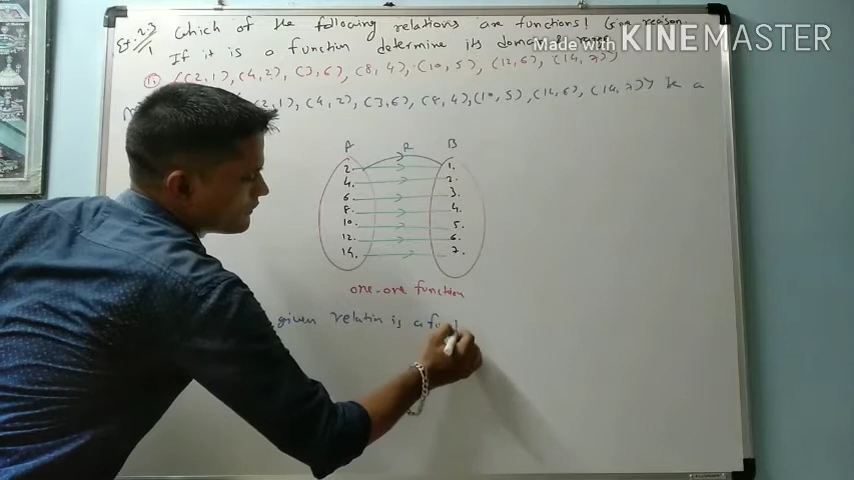 Ex. 2.3 Which of the following relations are functions? Give reason
1 If it is a function determine its domain & range
Made with KINEMASTER
{(2,1), (4,2), (3,6), (8,4), (10,5), (12,6), (14,7)}
(2,1), (4,2), (3,6), (8,4), (10,5), (12,6), (14,7)} be a
A R B
2. 1.
4. 2.
6. 3.
8. 4.
10. 5.
12. 6.
14. 7.
one-one function
given relation is a fu